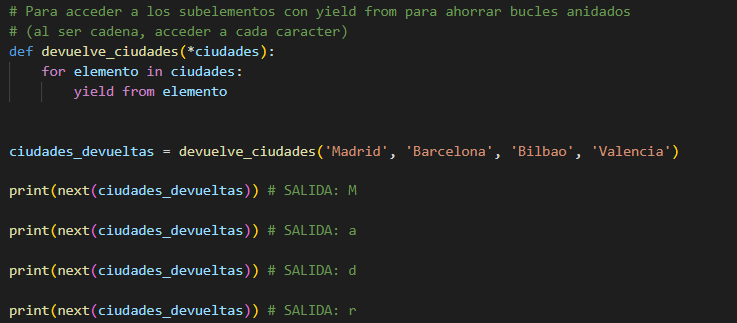 # Para acceder a los subelementos con yield from para ahorrar bucles anidados
# (al ser cadena, acceder a cada caracter)
def devuelve_ciudades(*ciudades):
    for elemento in ciudades:
        yield from elemento
ciudades_devueltas = devuelve_ciudades('Madrid', 'Barcelona', 'Bilbao', 'Valencia')
print(next(ciudades_devueltas)) # SALIDA: M
print(next(ciudades_devueltas)) # SALIDA: a
print(next(ciudades_devueltas)) # SALIDA: d
print(next(ciudades_devueltas)) # SALIDA: r